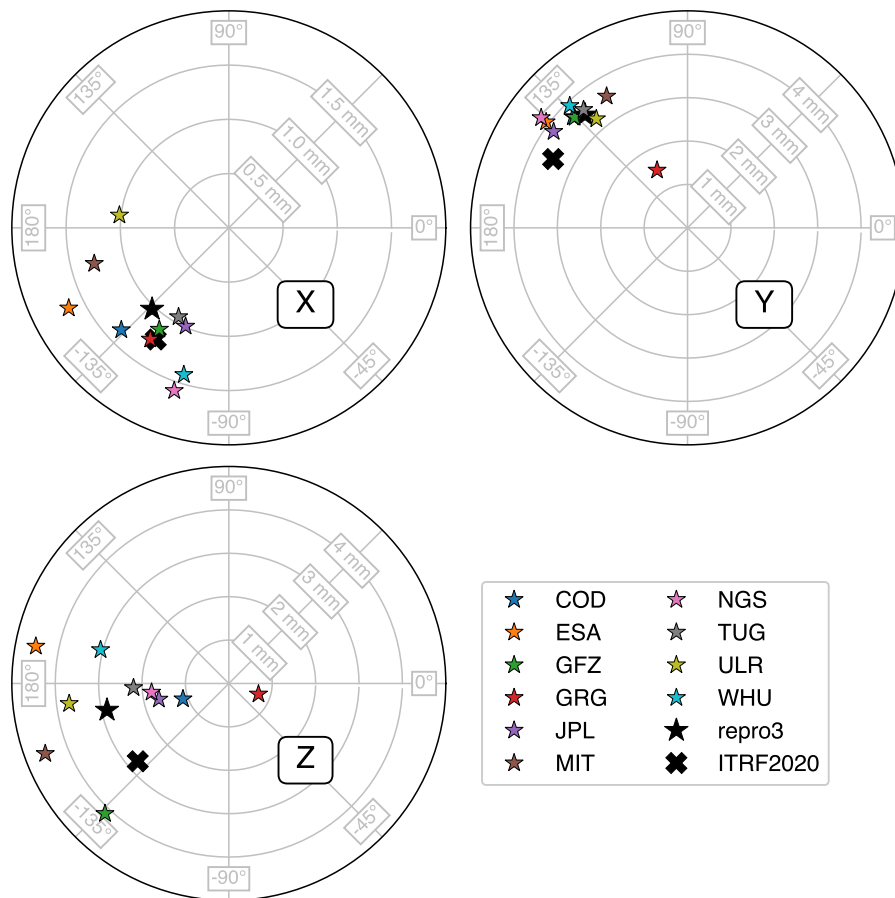 90°
135°
1.5 mm
1.0 mm
0.5 mm
180°
0°
X
-135°
-45°
-90°
90°
135°
4 mm
3 mm
2 mm
1 mm
180°
0°
Y
-135°
-45°
-90°
90°
135°
4 mm
3 mm
2 mm
1 mm
180°
0°
Z
-135°
-45°
-90°
COD
ESA
GFZ
GRG
JPL
MIT
NGS
TUG
ULR
WHU
repro3
ITRF2020